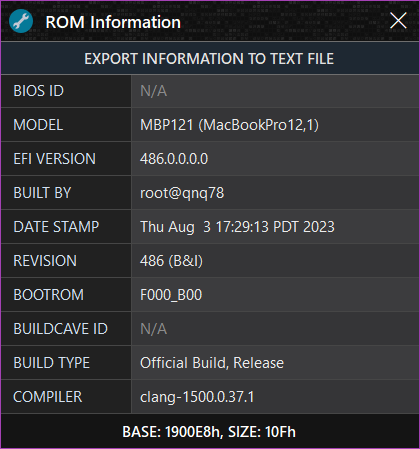 ROM Information
EXPORT INFORMATION TO TEXT FILE
BIOS ID N/A
MODEL MBP121 (MacBookPro12,1)
EFI VERSION 486.0.0.0.0
BUILT BY root@qnq78
DATE STAMP Thu Aug  3 17:29:13 PDT 2023
REVISION 486 (B&I)
BOOTROM F000_B00
BUILDCAVE ID N/A
BUILD TYPE Official Build, Release
COMPILER clang-1500.0.37.1
BASE: 1900E8h, SIZE: 10Fh